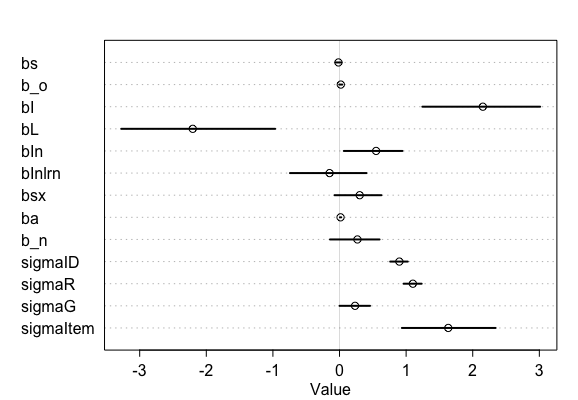 bs
b_o
bI
bL
bIn
bInlrn
bsx
ba
b_n
sigmaID
sigmaR
sigmaG
sigmaItem
-3 -2 -1 0 1 2 3
Value